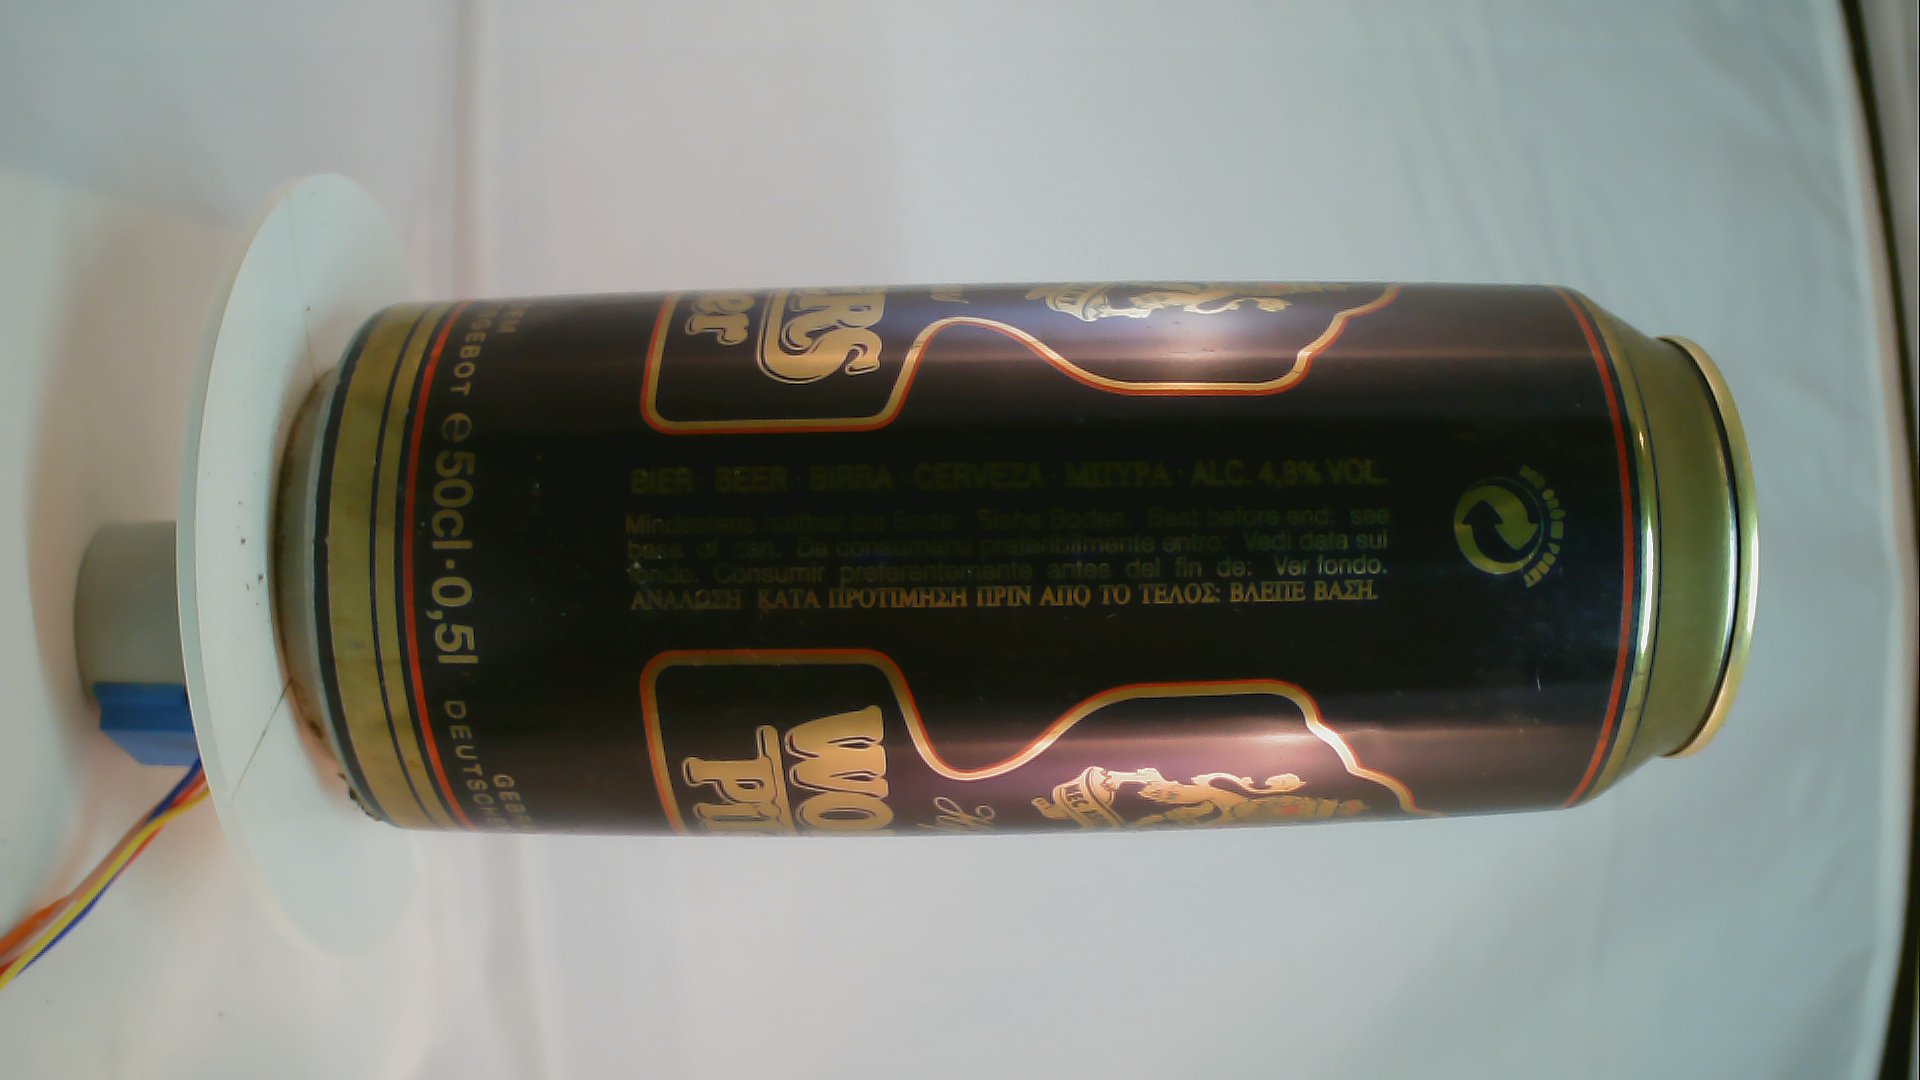 BIER · BEER · BIRRA · CERVEZA · ΜΠΥΡΑ · ALC. 4,8% VOL.
Mindestens haltbar bis Ende: Siehe Boden. Best before end: see
base of can. Da consumarsi preferibilmente entro: Vedi data sul
fondo. Consumir preferentemente antes del fin de: Ver fondo.
ΑΝΑΛΩΣΗ ΚΑΤΑ ΠΡΟΤΙΜΗΣΗ ΠΡΙΝ ΑΠΟ ΤΟ ΤΕΛΟΣ: ΒΛΕΠΕ ΒΑΣΗ.
e 50cl · 0,5l